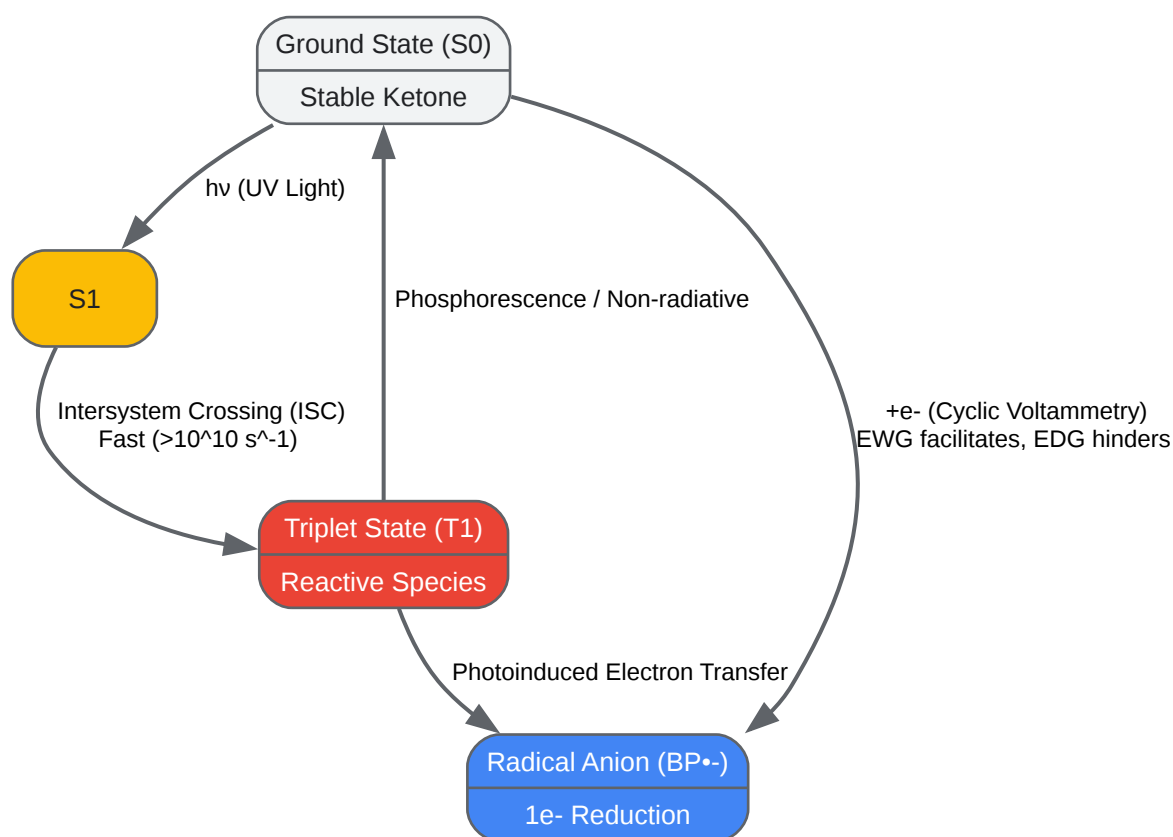 Ground State (S0)
Stable Ketone
hν (UV Light)
S1
Phosphorescence / Non-radiative
Intersystem Crossing (ISC)
Fast (>10^10 s^-1)
+e- (Cyclic Voltammetry)
EWG facilitates, EDG hinders
Triplet State (T1)
Reactive Species
Photoinduced Electron Transfer
Radical Anion (BP•-)
1e- Reduction